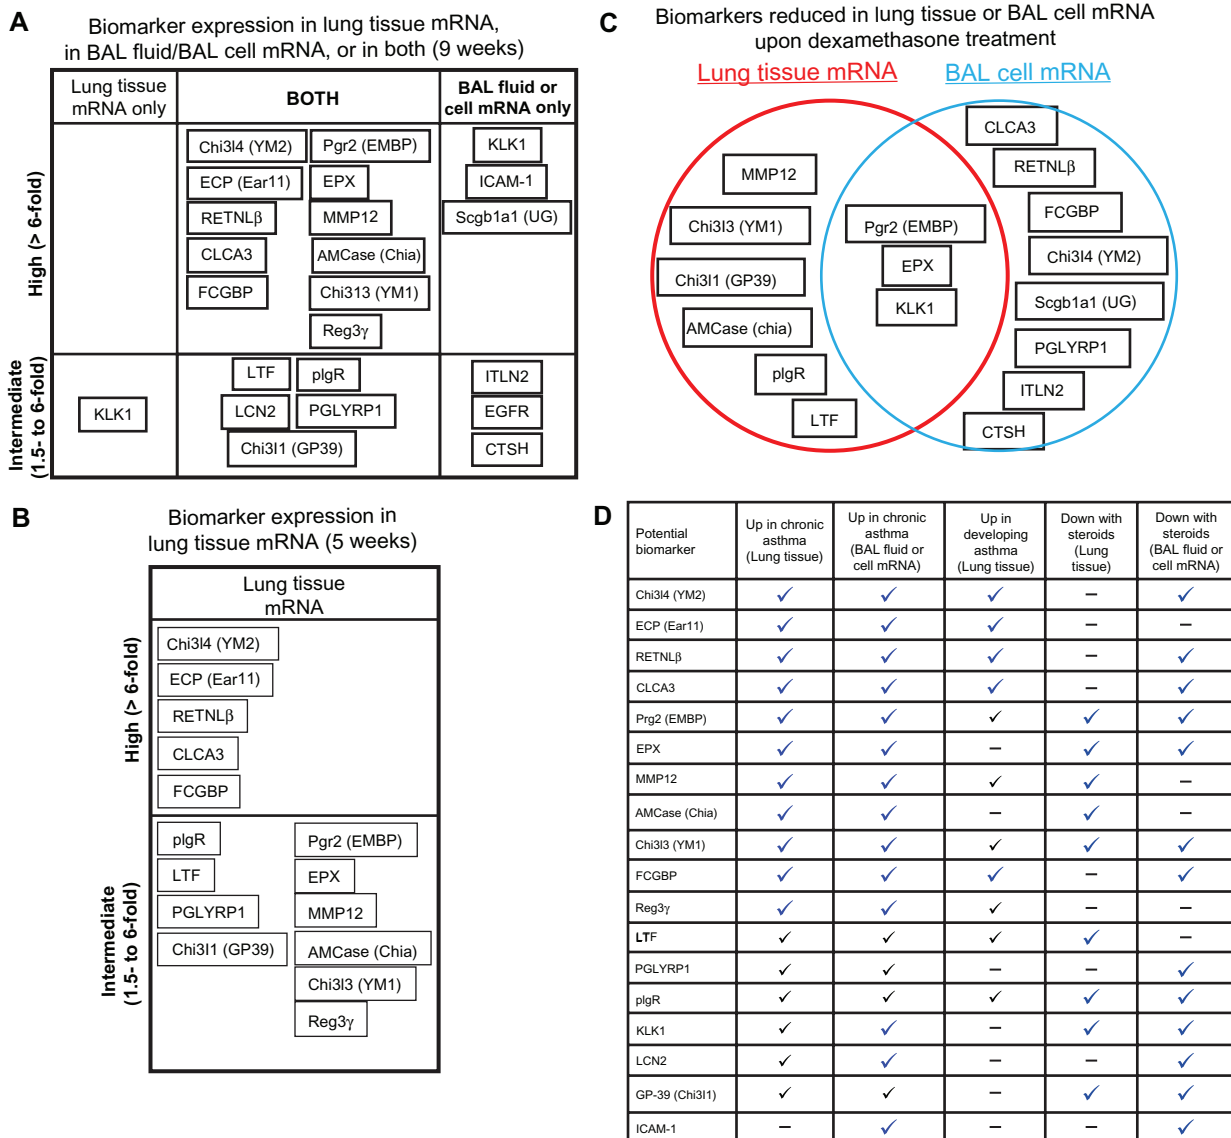 A
Biomarker expression in lung tissue mRNA,
in BAL fluid/BAL cell mRNA, or in both (9 weeks)
Lung tissue
mRNA only
BOTH
BAL fluid or
cell mRNA only
High (> 6-fold)
Chi3l4 (YM2)
Pgr2 (EMBP)
KLK1
ECP (Ear11)
EPX
ICAM-1
RETNLβ
MMP12
Scgb1a1 (UG)
CLCA3
AMCase (Chia)
FCGBP
Chi313 (YM1)
Reg3γ
Intermediate
(1.5- to 6-fold)
KLK1
LTF
pIgR
ITLN2
LCN2
PGLYRP1
EGFR
Chi3l1 (GP39)
CTSH
B
Biomarker expression in
lung tissue mRNA (5 weeks)
Lung tissue
mRNA
High (> 6-fold)
Chi3l4 (YM2)
ECP (Ear11)
RETNLβ
CLCA3
FCGBP
Intermediate
(1.5- to 6-fold)
pIgR
Pgr2 (EMBP)
LTF
EPX
PGLYRP1
MMP12
Chi3l1 (GP39)
AMCase (Chia)
Chi3l3 (YM1)
Reg3γ
C
Biomarkers reduced in lung tissue or BAL cell mRNA
upon dexamethasone treatment
Lung tissue mRNA
BAL cell mRNA
MMP12
Chi3l3 (YM1)
Chi3l1 (GP39)
AMCase (chia)
pIgR
LTF
Pgr2 (EMBP)
EPX
KLK1
CLCA3
RETNLβ
FCGBP
Chi3l4 (YM2)
Scgb1a1 (UG)
PGLYRP1
ITLN2
CTSH
D
Potential
biomarker
Up in chronic
asthma
(Lung tissue)
Up in chronic
asthma
(BAL fluid or
cell mRNA)
Up in
developing
asthma
(Lung tissue)
Down with
steroids
(Lung
tissue)
Down with
steroids
(BAL fluid or
cell mRNA)
Chi3l4 (YM2) ✓ ✓ ✓ – ✓
ECP (Ear11) ✓ ✓ ✓ – –
RETNLβ ✓ ✓ ✓ – ✓
CLCA3 ✓ ✓ ✓ – ✓
Prg2 (EMBP) ✓ ✓ ✓ ✓ ✓
EPX ✓ ✓ – ✓ ✓
MMP12 ✓ ✓ ✓ ✓ –
AMCase (Chia) ✓ ✓ – ✓ –
Chi3l3 (YM1) ✓ ✓ ✓ ✓ ✓
FCGBP ✓ ✓ ✓ – ✓
Reg3γ ✓ ✓ ✓ – –
LTF ✓ ✓ ✓ ✓ –
PGLYRP1 ✓ ✓ – – ✓
pIgR ✓ ✓ ✓ ✓ ✓
KLK1 ✓ ✓ – ✓ ✓
LCN2 ✓ ✓ – – ✓
GP-39 (Chi3l1) ✓ ✓ – ✓ ✓
ICAM-1 – ✓ – – ✓